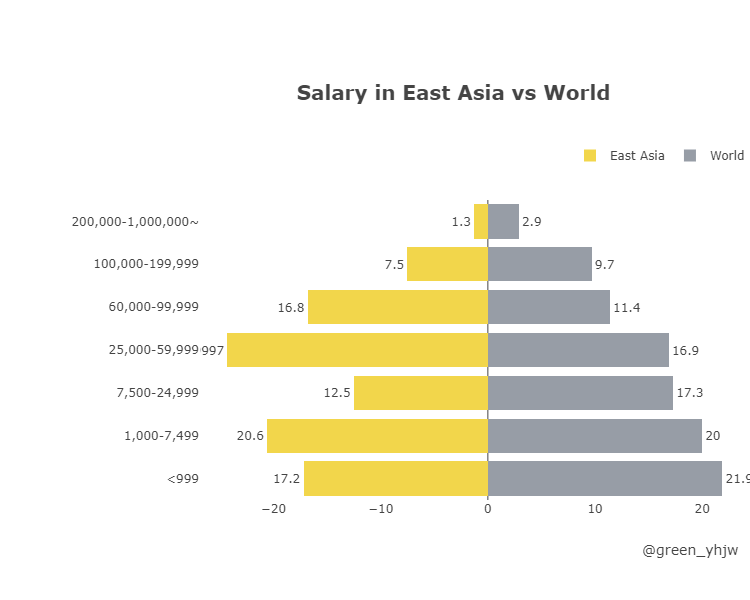 Salary in East Asia vs World
East Asia World
200,000-1,000,000~ 1.3 2.9
100,000-199,999 7.5 9.7
60,000-99,999 16.8 11.4
25,000-59,999 997 16.9
7,500-24,999 12.5 17.3
1,000-7,499 20.6 20
<999 17.2 21.9
−20 −10 0 10 20
@green_yhjw